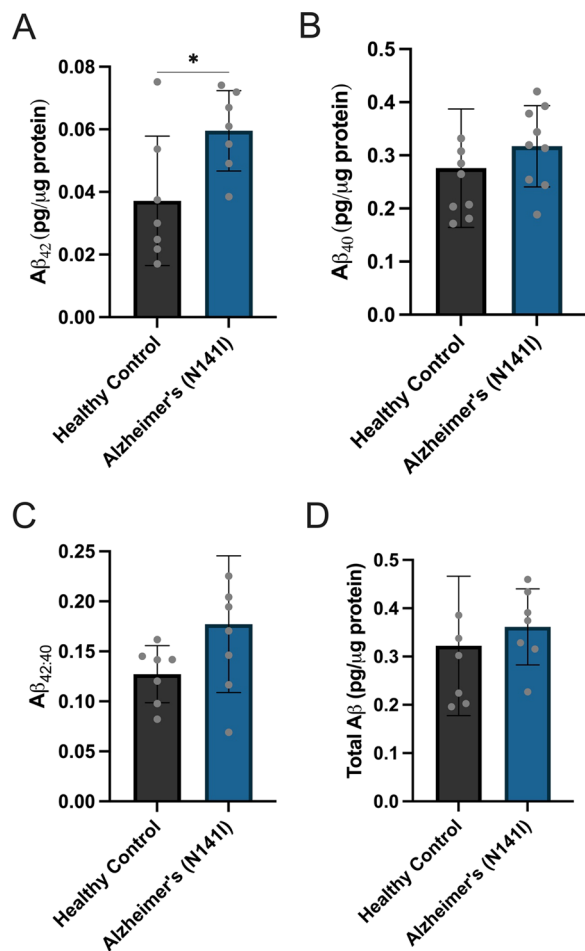 A
Aβ42 (pg/μg protein)
*
0.08
0.06
0.04
0.02
0.00
Healthy Control
Alzheimer's (N141I)
B
Aβ40 (pg/μg protein)
0.5
0.4
0.3
0.2
0.1
0.0
Healthy Control
Alzheimer's (N141I)
C
Aβ42:40
0.25
0.20
0.15
0.10
0.05
0.00
Healthy Control
Alzheimer's (N141I)
D
Total Aβ (pg/μg protein)
0.5
0.4
0.3
0.2
0.1
0.0
Healthy Control
Alzheimer's (N141I)